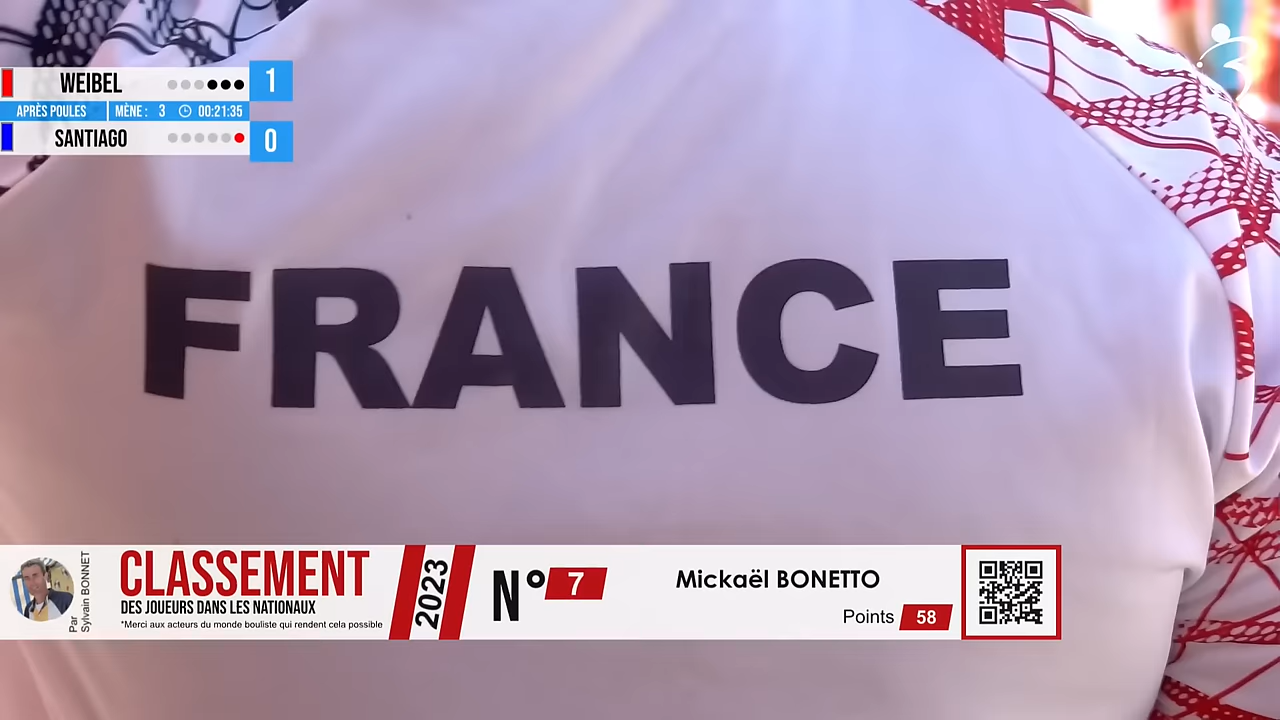 WEIBEL 1
APRÈS POULES MÈNE : 3 00:21:35
SANTIAGO 0
FRANCE
Par
Sylvain BONNET
CLASSEMENT
DES JOUEURS DANS LES NATIONAUX
*Merci aux acteurs du monde bouliste qui rendent cela possible
2023
N° 7
Mickaël BONETTO
Points 58